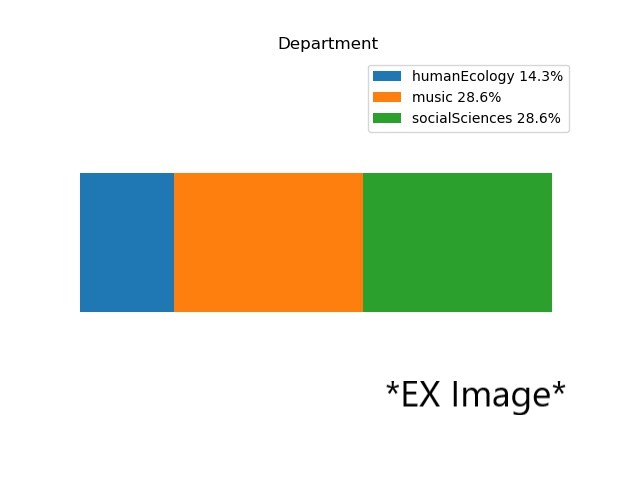 Department
humanEcology 14.3%
music 28.6%
socialSciences 28.6%
*EX Image*